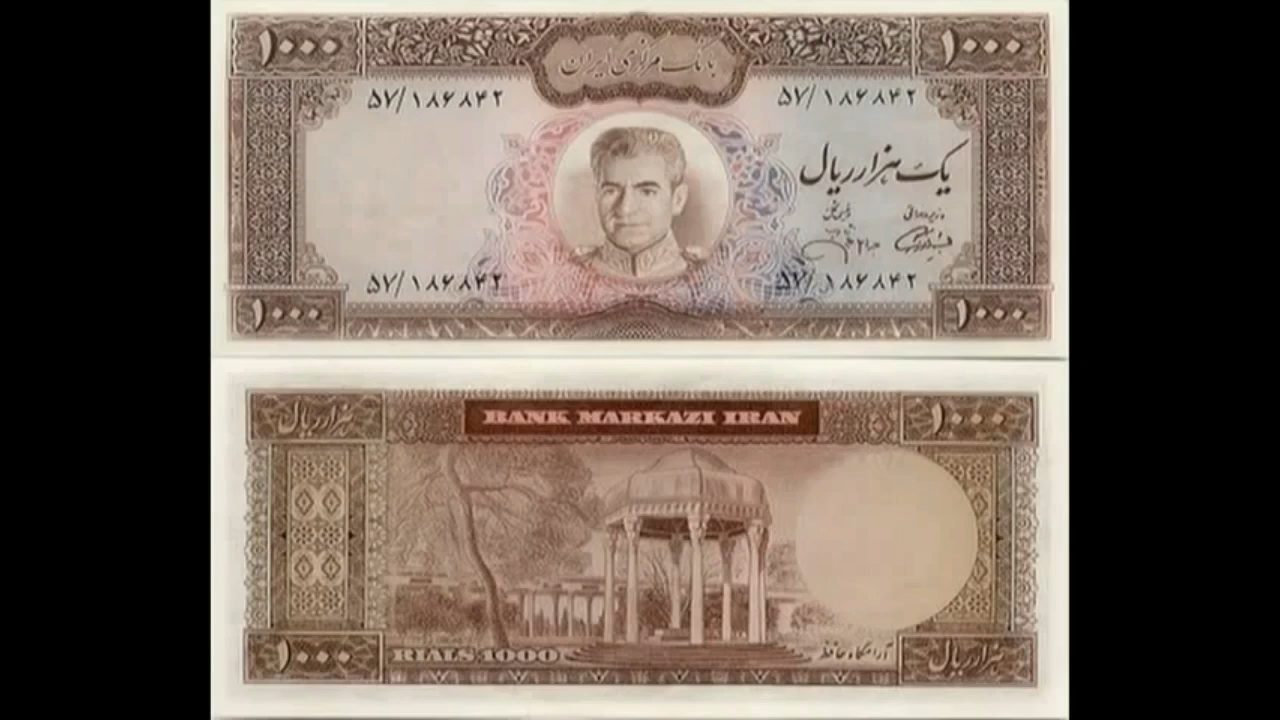 ۱۰۰۰
بانک مرکزی ایران
۱۰۰۰
۵۷/۱۸۶۸۴۲
۵۷/۱۸۶۸۴۲
یک هزار ریال
۵۷/۱۸۶۸۴۲
۵۷/۱۸۶۸۴۲
۱۰۰۰
۱۰۰۰
هزار ریال
BANK MARKAZI IRAN
۱۰۰۰
۱۰۰۰
RIALS 1000
آرامگاه حافظ
هزار ریال